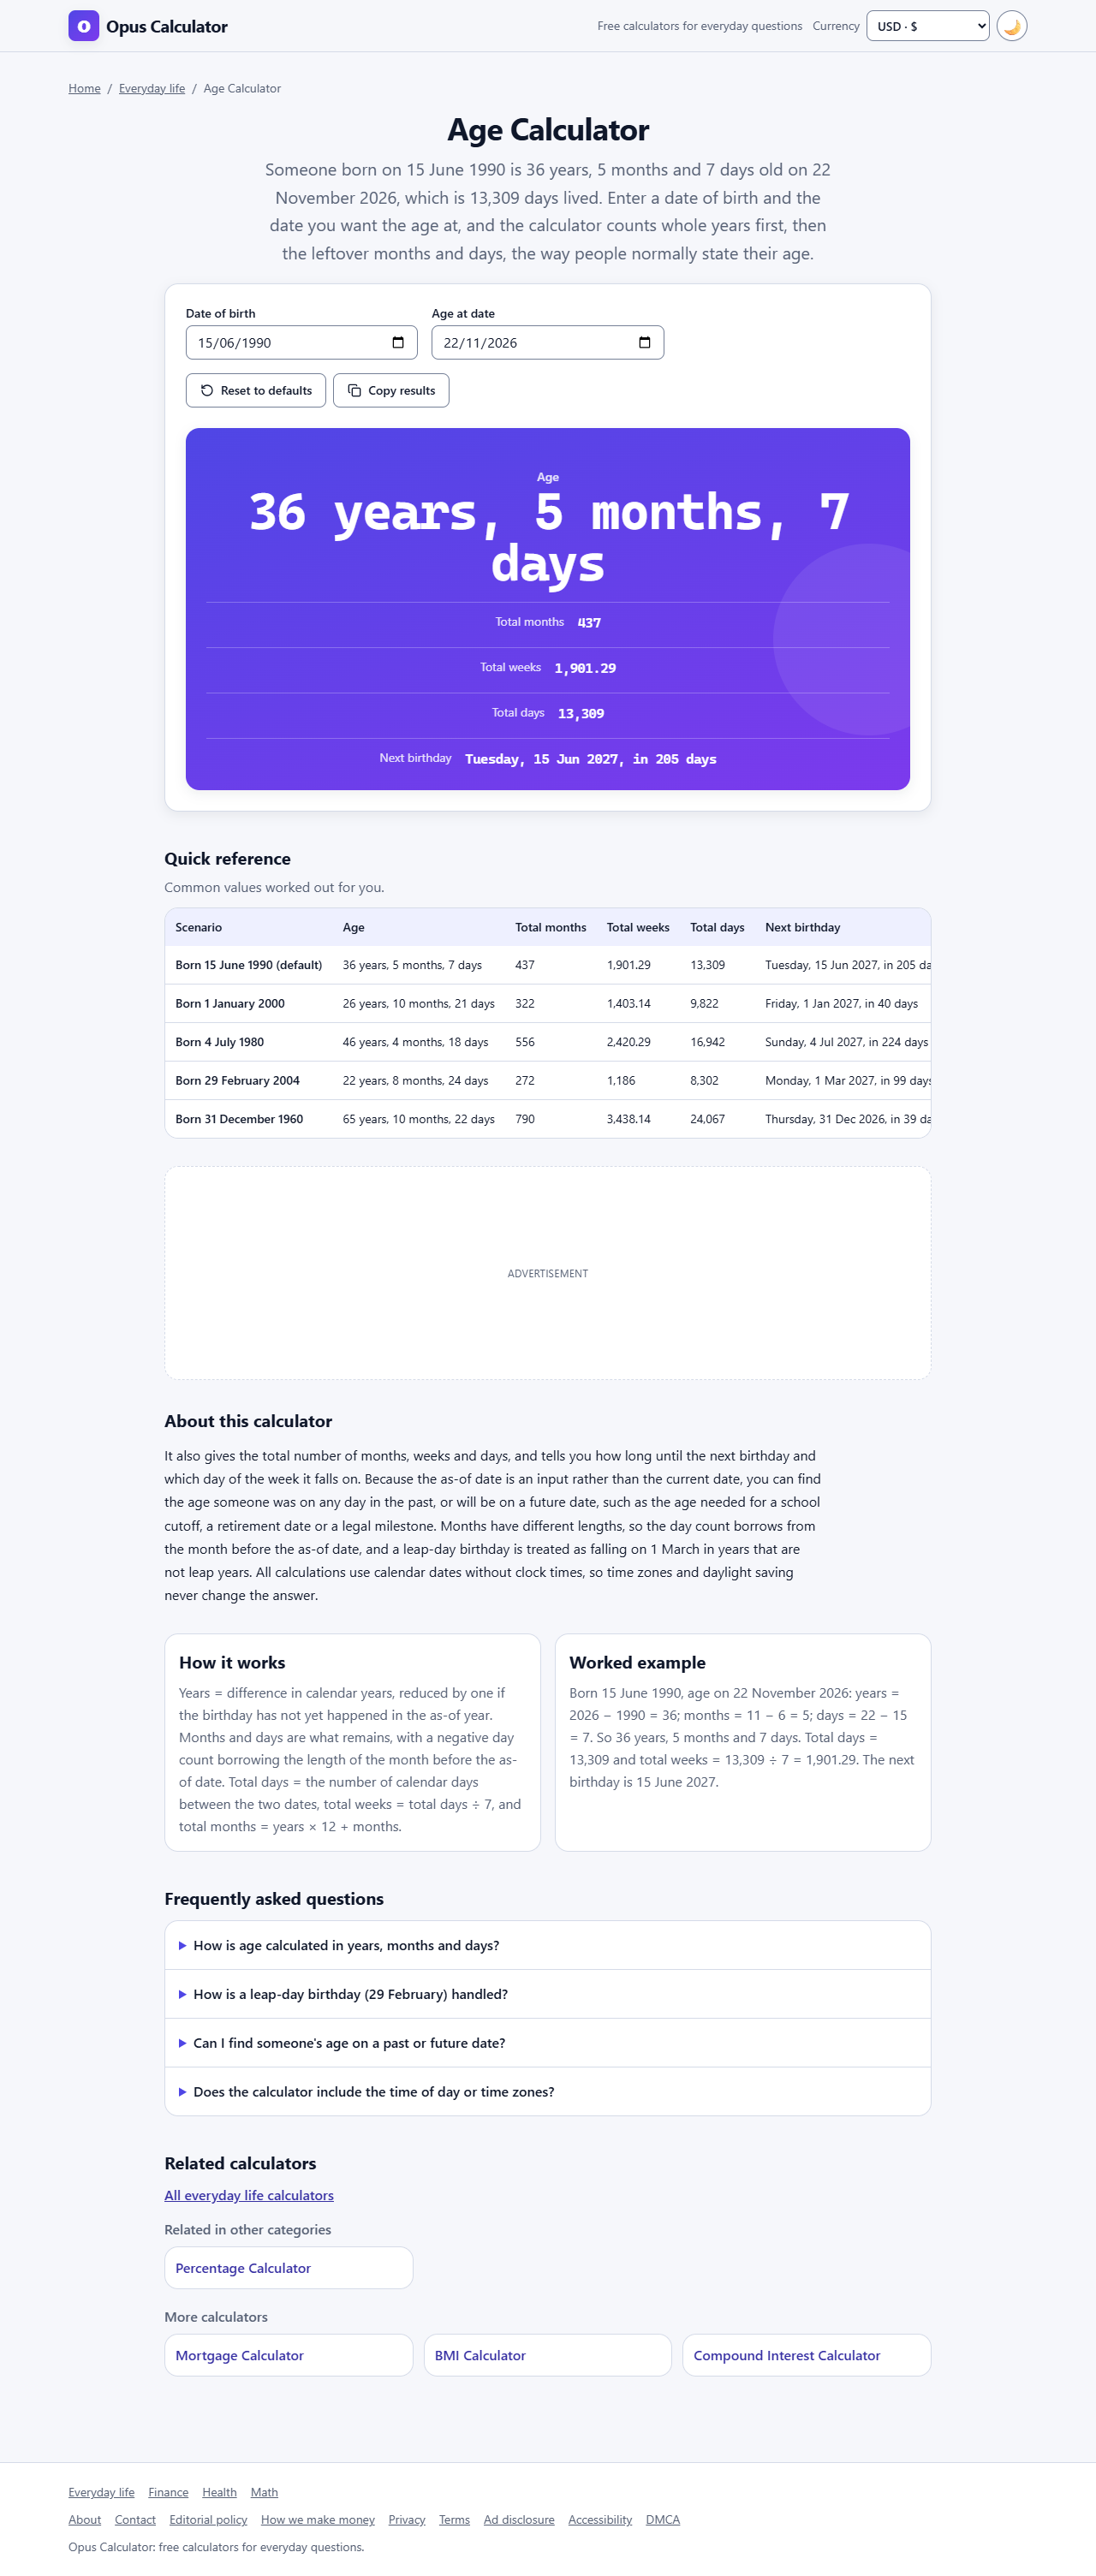 O Opus Calculator
Free calculators for everyday questions Currency USD · $
Home / Everyday life / Age Calculator
Age Calculator
Someone born on 15 June 1990 is 36 years, 5 months and 7 days old on 22
November 2026, which is 13,309 days lived. Enter a date of birth and the
date you want the age at, and the calculator counts whole years first, then
the leftover months and days, the way people normally state their age.
Date of birth Age at date
15/06/1990 22/11/2026
Reset to defaults Copy results
Age
36 years, 5 months, 7
days
Total months 437
Total weeks 1,901.29
Total days 13,309
Next birthday Tuesday, 15 Jun 2027, in 205 days
Quick reference
Common values worked out for you.
Scenario Age Total months Total weeks Total days Next birthday
Born 15 June 1990 (default) 36 years, 5 months, 7 days 437 1,901.29 13,309 Tuesday, 15 Jun 2027, in 205 da
Born 1 January 2000 26 years, 10 months, 21 days 322 1,403.14 9,822 Friday, 1 Jan 2027, in 40 days
Born 4 July 1980 46 years, 4 months, 18 days 556 2,420.29 16,942 Sunday, 4 Jul 2027, in 224 days
Born 29 February 2004 22 years, 8 months, 24 days 272 1,186 8,302 Monday, 1 Mar 2027, in 99 days
Born 31 December 1960 65 years, 10 months, 22 days 790 3,438.14 24,067 Thursday, 31 Dec 2026, in 39 da
ADVERTISEMENT
About this calculator
It also gives the total number of months, weeks and days, and tells you how long until the next birthday and
which day of the week it falls on. Because the as-of date is an input rather than the current date, you can find
the age someone was on any day in the past, or will be on a future date, such as the age needed for a school
cutoff, a retirement date or a legal milestone. Months have different lengths, so the day count borrows from
the month before the as-of date, and a leap-day birthday is treated as falling on 1 March in years that are
not leap years. All calculations use calendar dates without clock times, so time zones and daylight saving
never change the answer.
How it works
Years = difference in calendar years, reduced by one if
the birthday has not yet happened in the as-of year.
Months and days are what remains, with a negative day
count borrowing the length of the month before the as-
of date. Total days = the number of calendar days
between the two dates, total weeks = total days ÷ 7, and
total months = years × 12 + months.
Worked example
Born 15 June 1990, age on 22 November 2026: years =
2026 − 1990 = 36; months = 11 − 6 = 5; days = 22 − 15
= 7. So 36 years, 5 months and 7 days. Total days =
13,309 and total weeks = 13,309 ÷ 7 = 1,901.29. The next
birthday is 15 June 2027.
Frequently asked questions
How is age calculated in years, months and days?
How is a leap-day birthday (29 February) handled?
Can I find someone's age on a past or future date?
Does the calculator include the time of day or time zones?
Related calculators
All everyday life calculators
Related in other categories
Percentage Calculator
More calculators
Mortgage Calculator BMI Calculator Compound Interest Calculator
Everyday life Finance Health Math
About Contact Editorial policy How we make money Privacy Terms Ad disclosure Accessibility DMCA
Opus Calculator: free calculators for everyday questions.